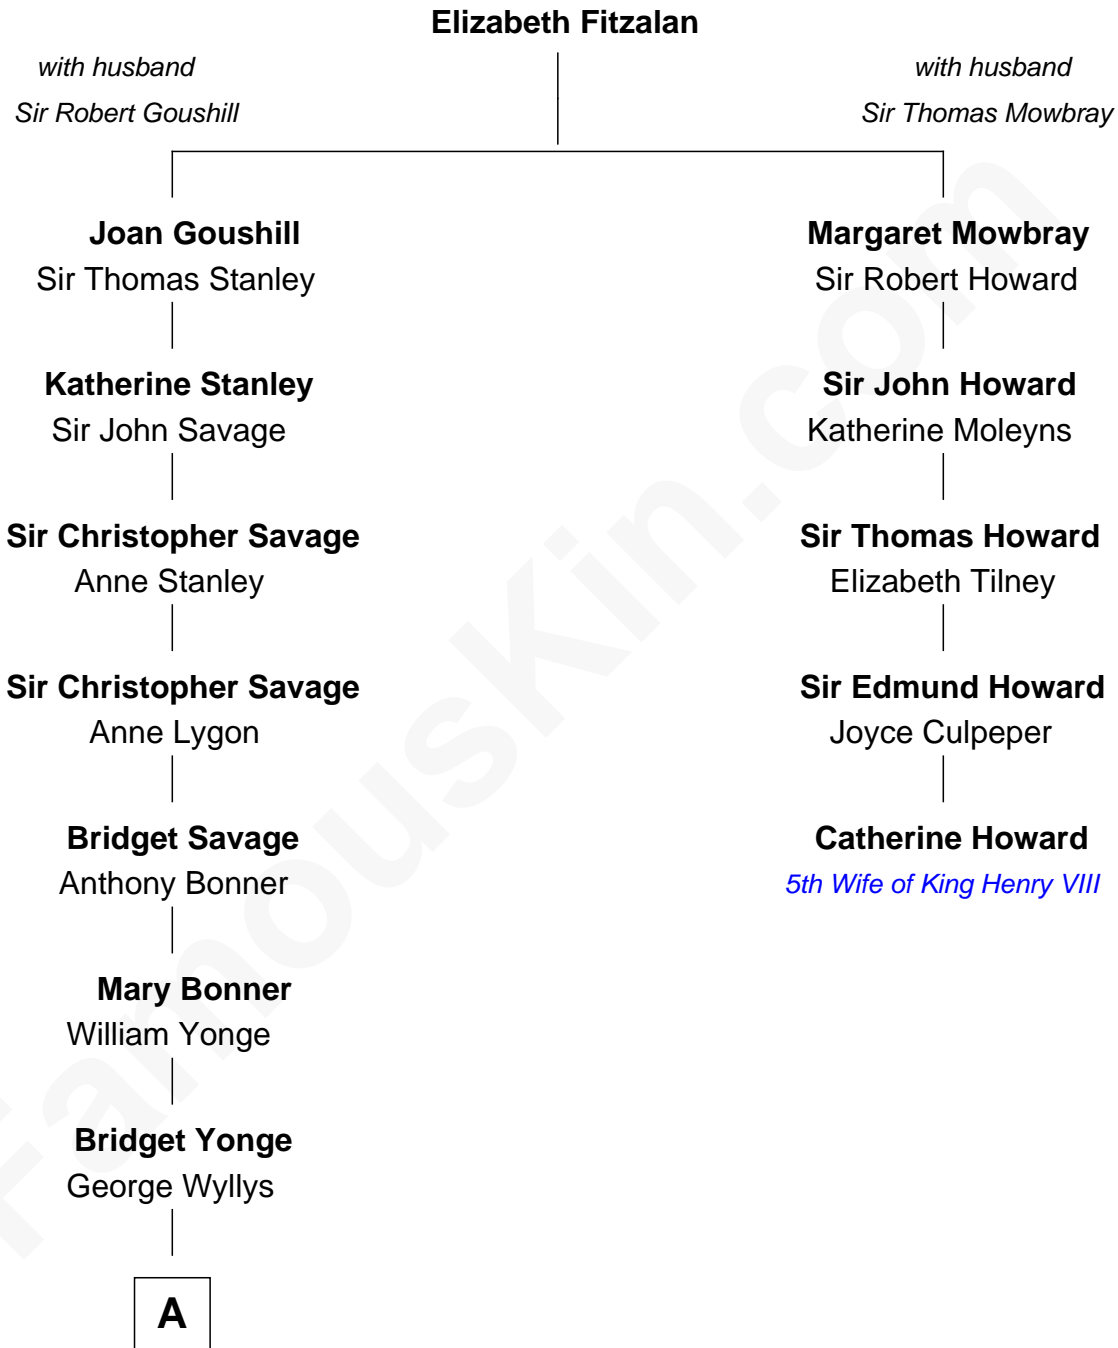 Elizabeth Fitzalan
with husband
Sir Robert Goushill
with husband
Sir Thomas Mowbray
Joan Goushill
Sir Thomas Stanley
Margaret Mowbray
Sir Robert Howard
Katherine Stanley
Sir John Savage
Sir John Howard
Katherine Moleyns
Sir Christopher Savage
Anne Stanley
Sir Thomas Howard
Elizabeth Tilney
Sir Christopher Savage
Anne Lygon
Sir Edmund Howard
Joyce Culpeper
Bridget Savage
Anthony Bonner
Catherine Howard
5th Wife of King Henry VIII
Mary Bonner
William Yonge
Bridget Yonge
George Wyllys
A
FamousKin.com